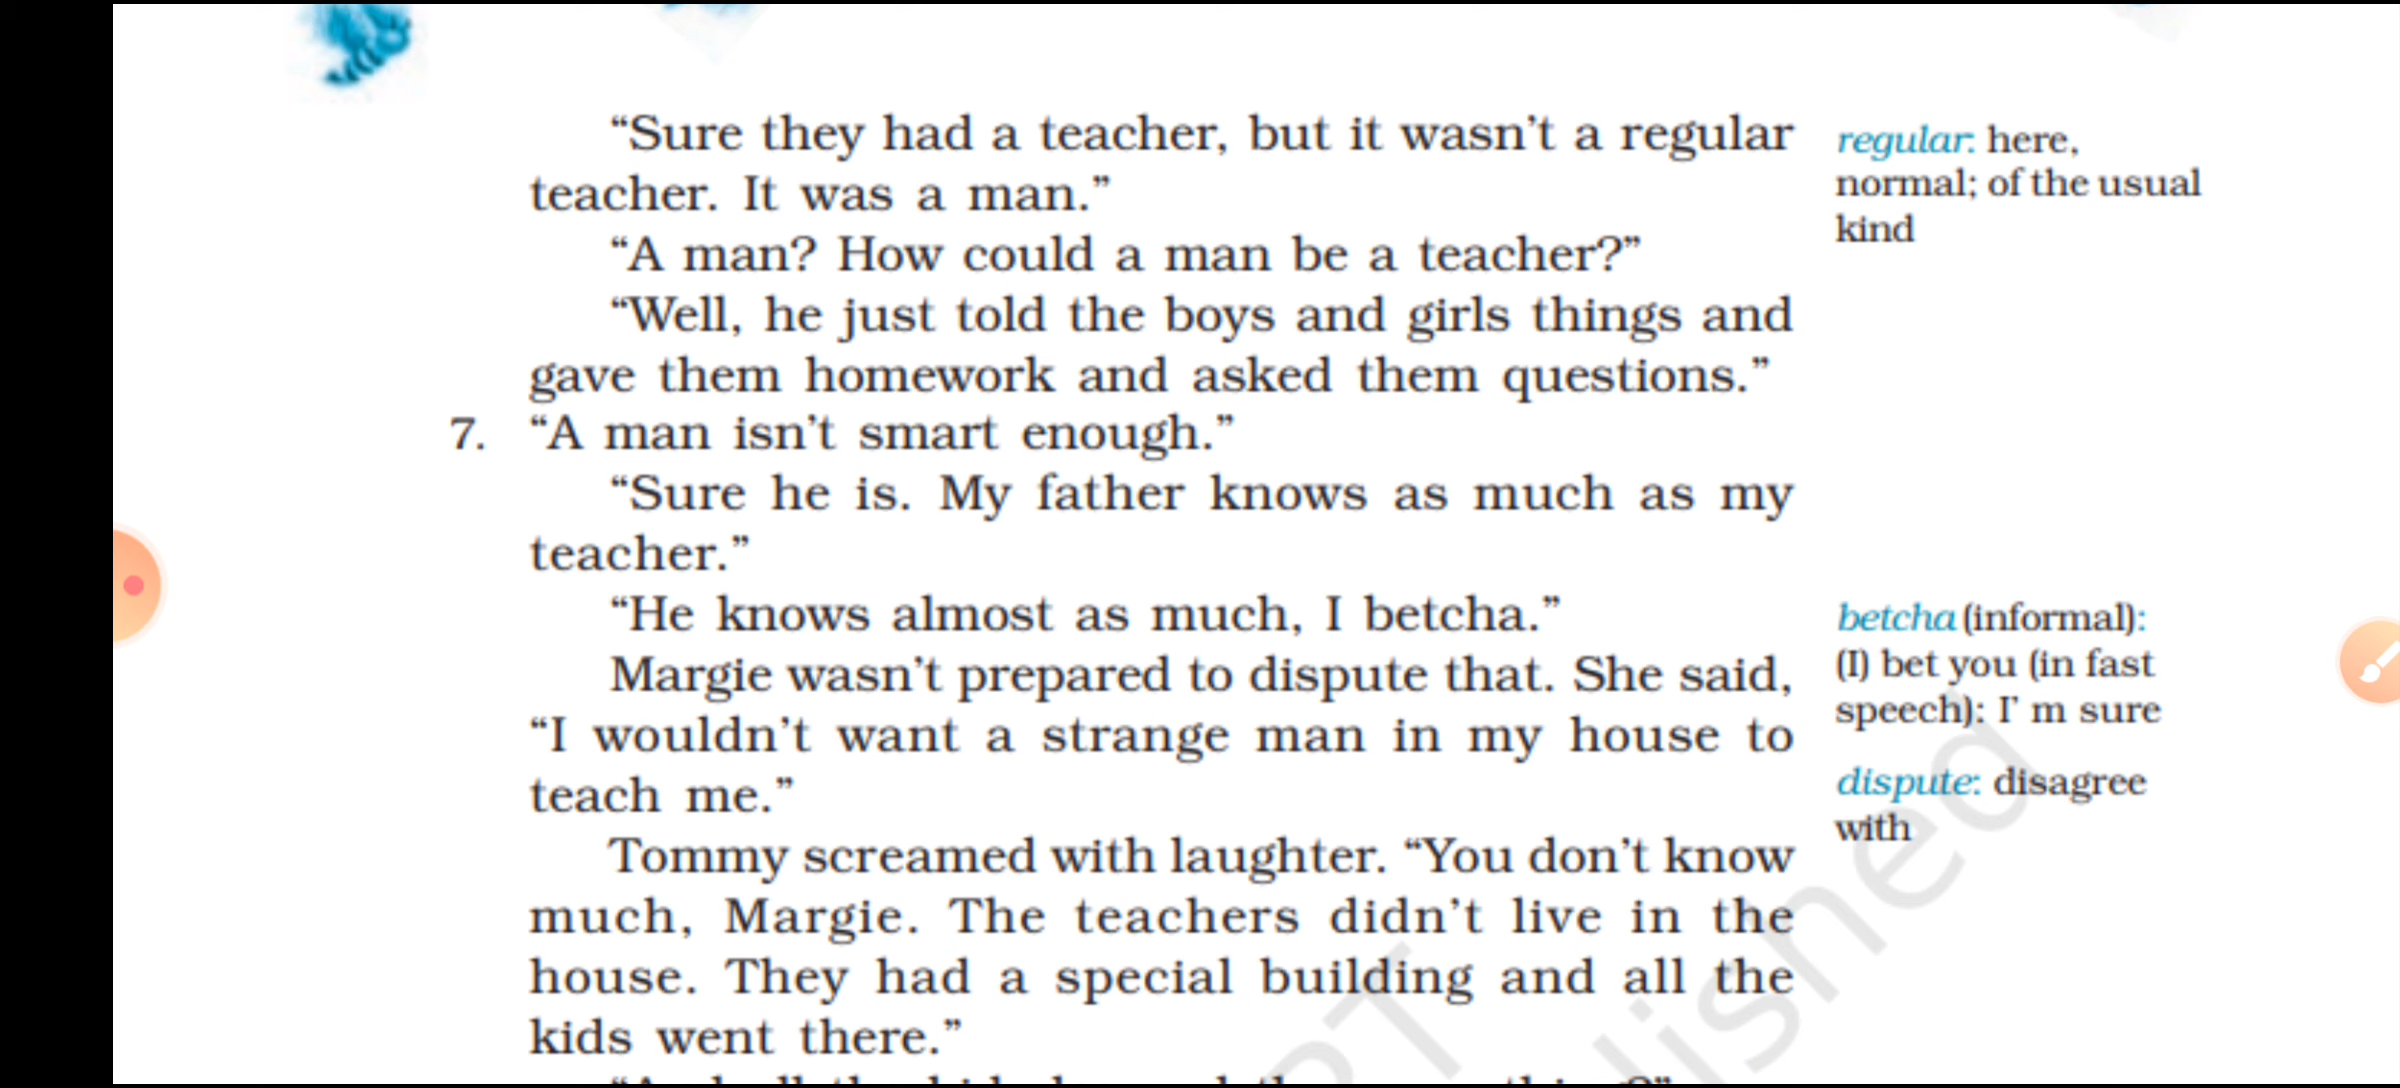 “Sure they had a teacher, but it wasn’t a regular
teacher. It was a man.”
“A man? How could a man be a teacher?”
“Well, he just told the boys and girls things and
gave them homework and asked them questions.”
7. “A man isn’t smart enough.”
“Sure he is. My father knows as much as my
teacher.”
“He knows almost as much, I betcha.”
Margie wasn’t prepared to dispute that. She said,
“I wouldn’t want a strange man in my house to
teach me.”
Tommy screamed with laughter. “You don’t know
much, Margie. The teachers didn’t live in the
house. They had a special building and all the
kids went there.”
regular: here,
normal; of the usual
kind
betcha (informal):
(I) bet you (in fast
speech): I’ m sure
dispute: disagree
with